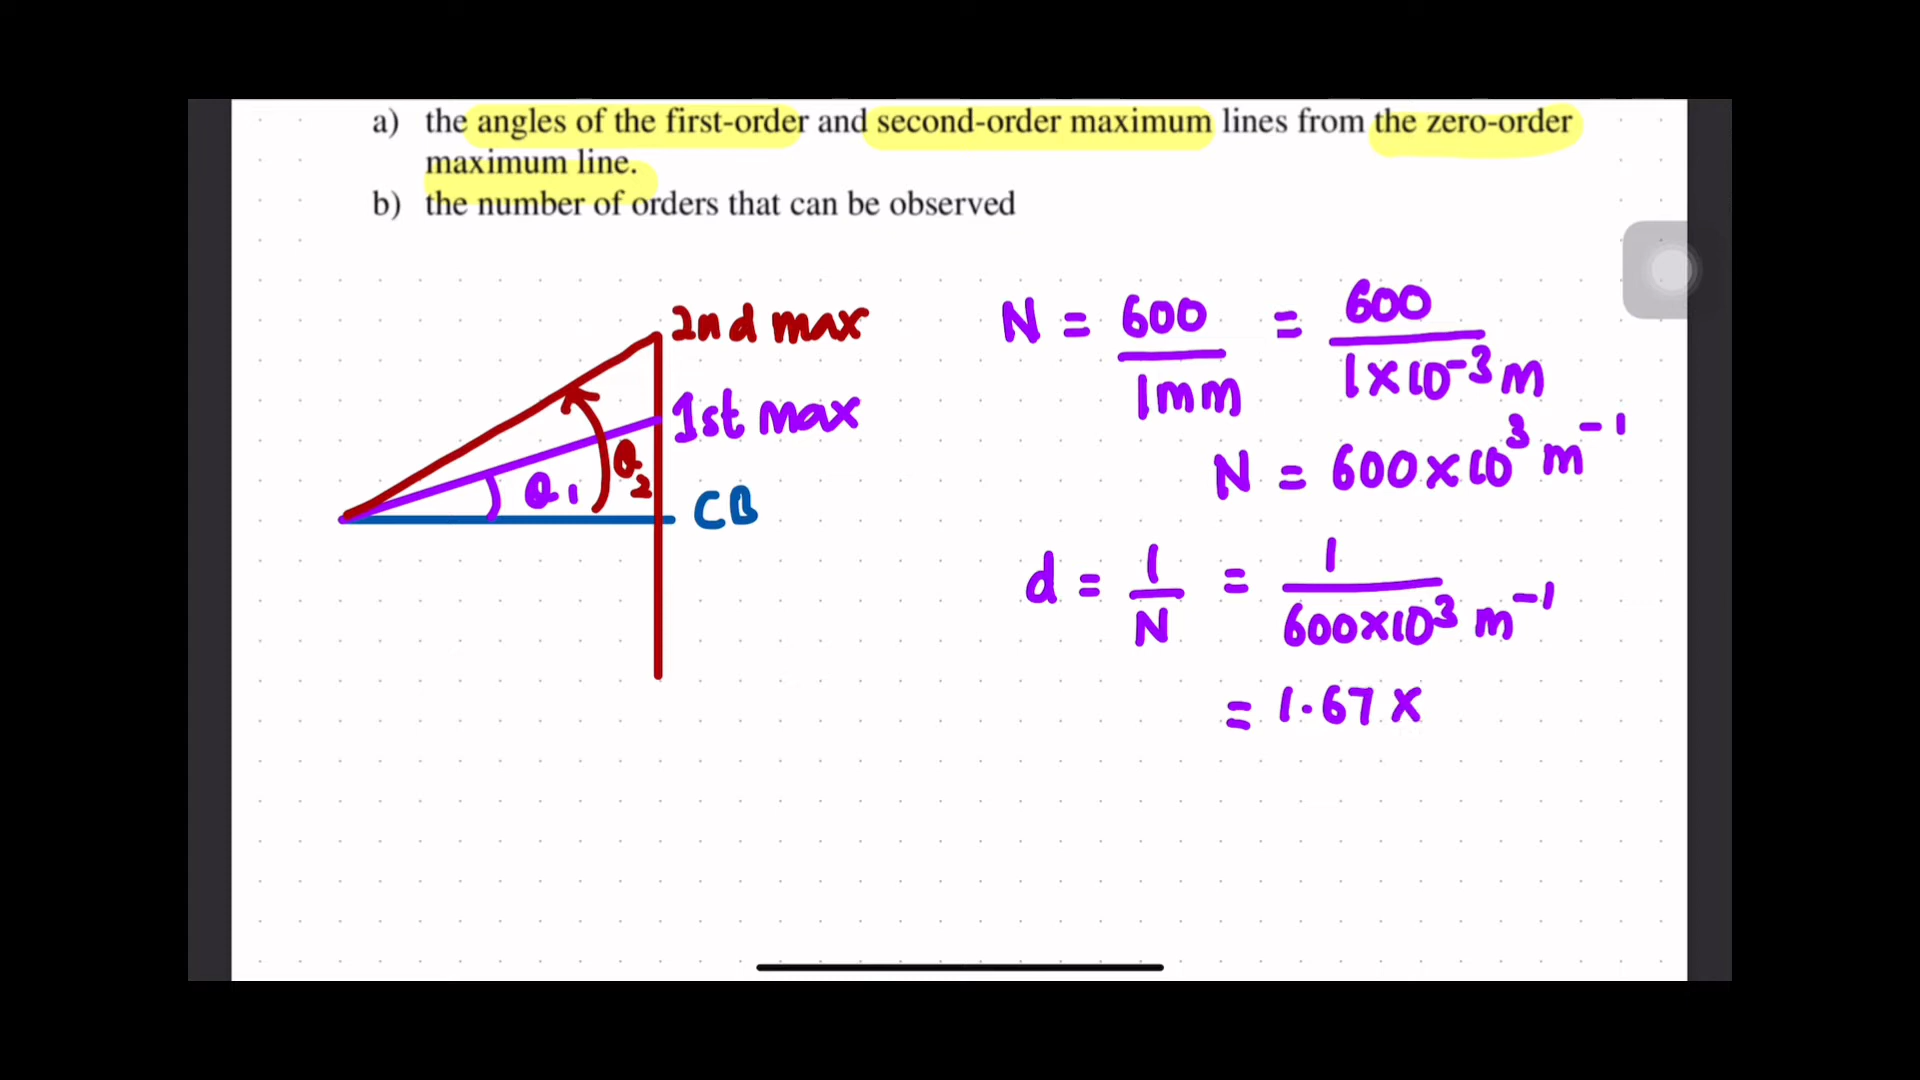 a) the angles of the first-order and second-order maximum lines from the zero-order
maximum line.
b) the number of orders that can be observed
2nd max
1st max
θ1
θ2
CB
N = 600/1mm = 600/1×10⁻³ m
N = 600×10³ m⁻¹
d = 1/N = 1/600×10³ m⁻¹
= 1.67 ×